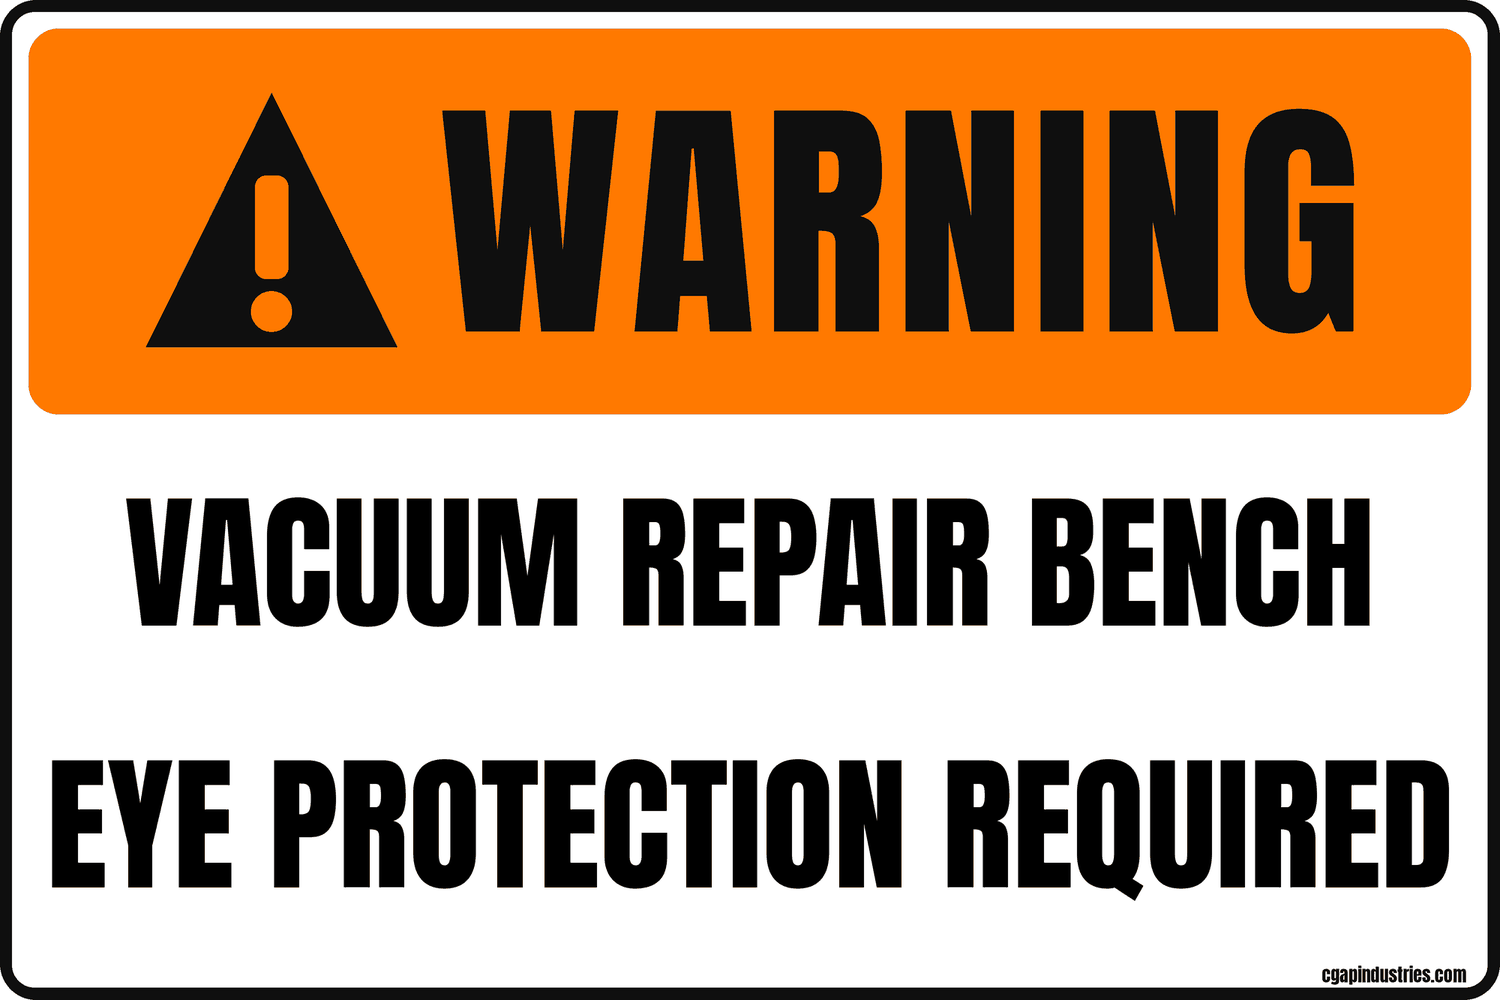 WARNING
VACUUM REPAIR BENCH
EYE PROTECTION REQUIRED
cgapindustries.com